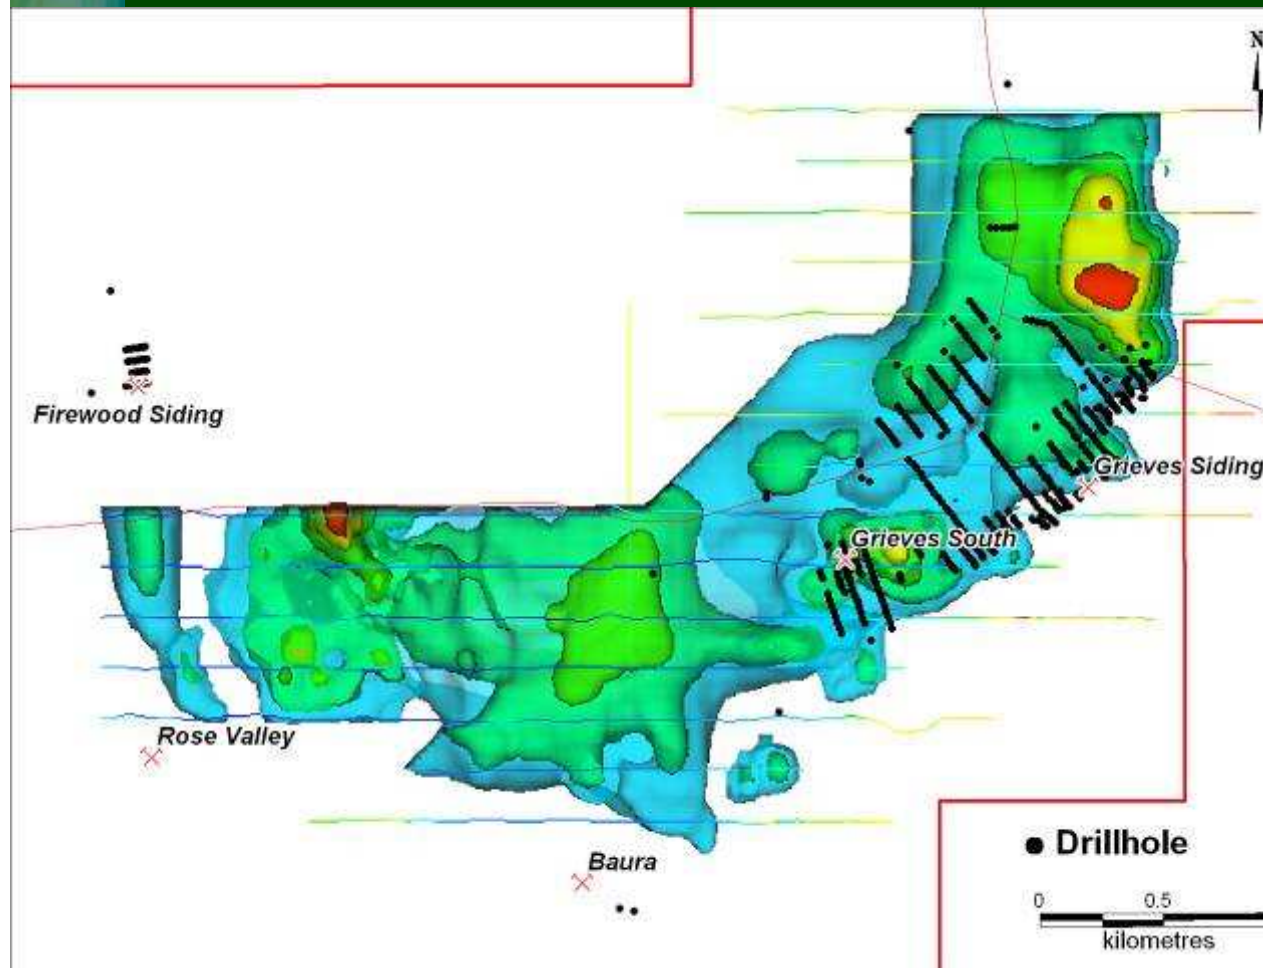 N
Firewood Siding
Grieves Siding
Grieves South
Rose Valley
Baura
Drillhole
0 0.5
kilometres